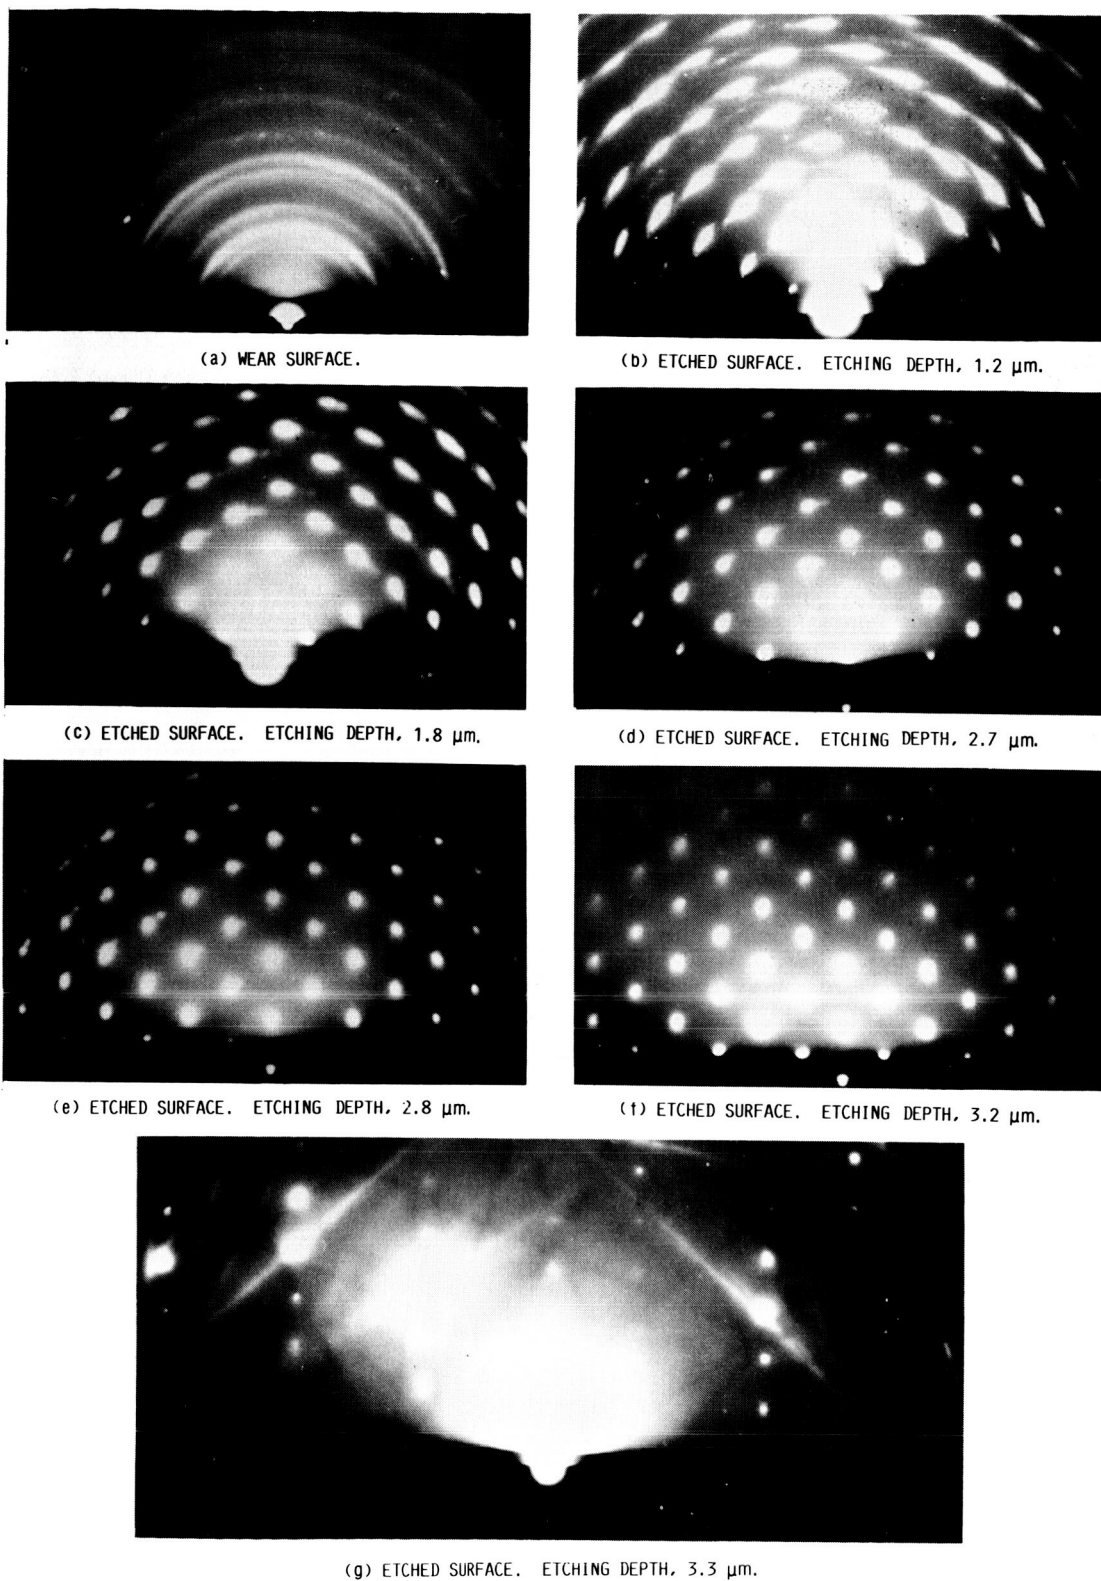 (a) WEAR SURFACE.
(b) ETCHED SURFACE. ETCHING DEPTH, 1.2 µm.
(c) ETCHED SURFACE. ETCHING DEPTH, 1.8 µm.
(d) ETCHED SURFACE. ETCHING DEPTH, 2.7 µm.
(e) ETCHED SURFACE. ETCHING DEPTH, 2.8 µm.
(f) ETCHED SURFACE. ETCHING DEPTH, 3.2 µm.
(g) ETCHED SURFACE. ETCHING DEPTH, 3.3 µm.